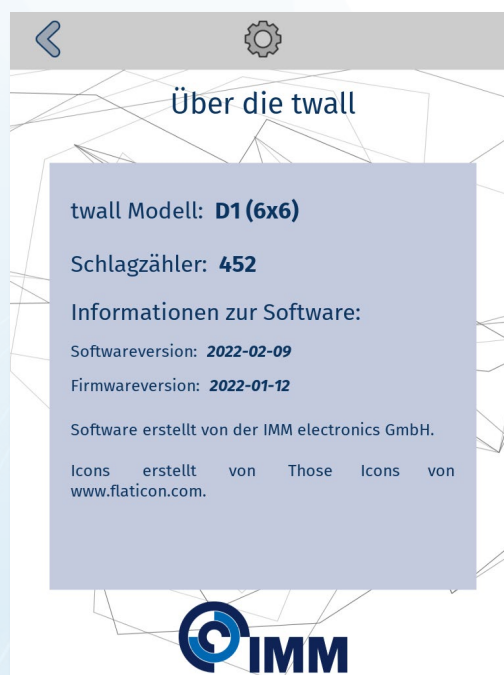 Über die twall
twall Modell: D1 (6x6)
Schlagzähler: 452
Informationen zur Software:
Softwareversion: 2022-02-09
Firmwareversion: 2022-01-12
Software erstellt von der IMM electronics GmbH.
Icons erstellt von Those Icons von
www.flaticon.com.
IMM